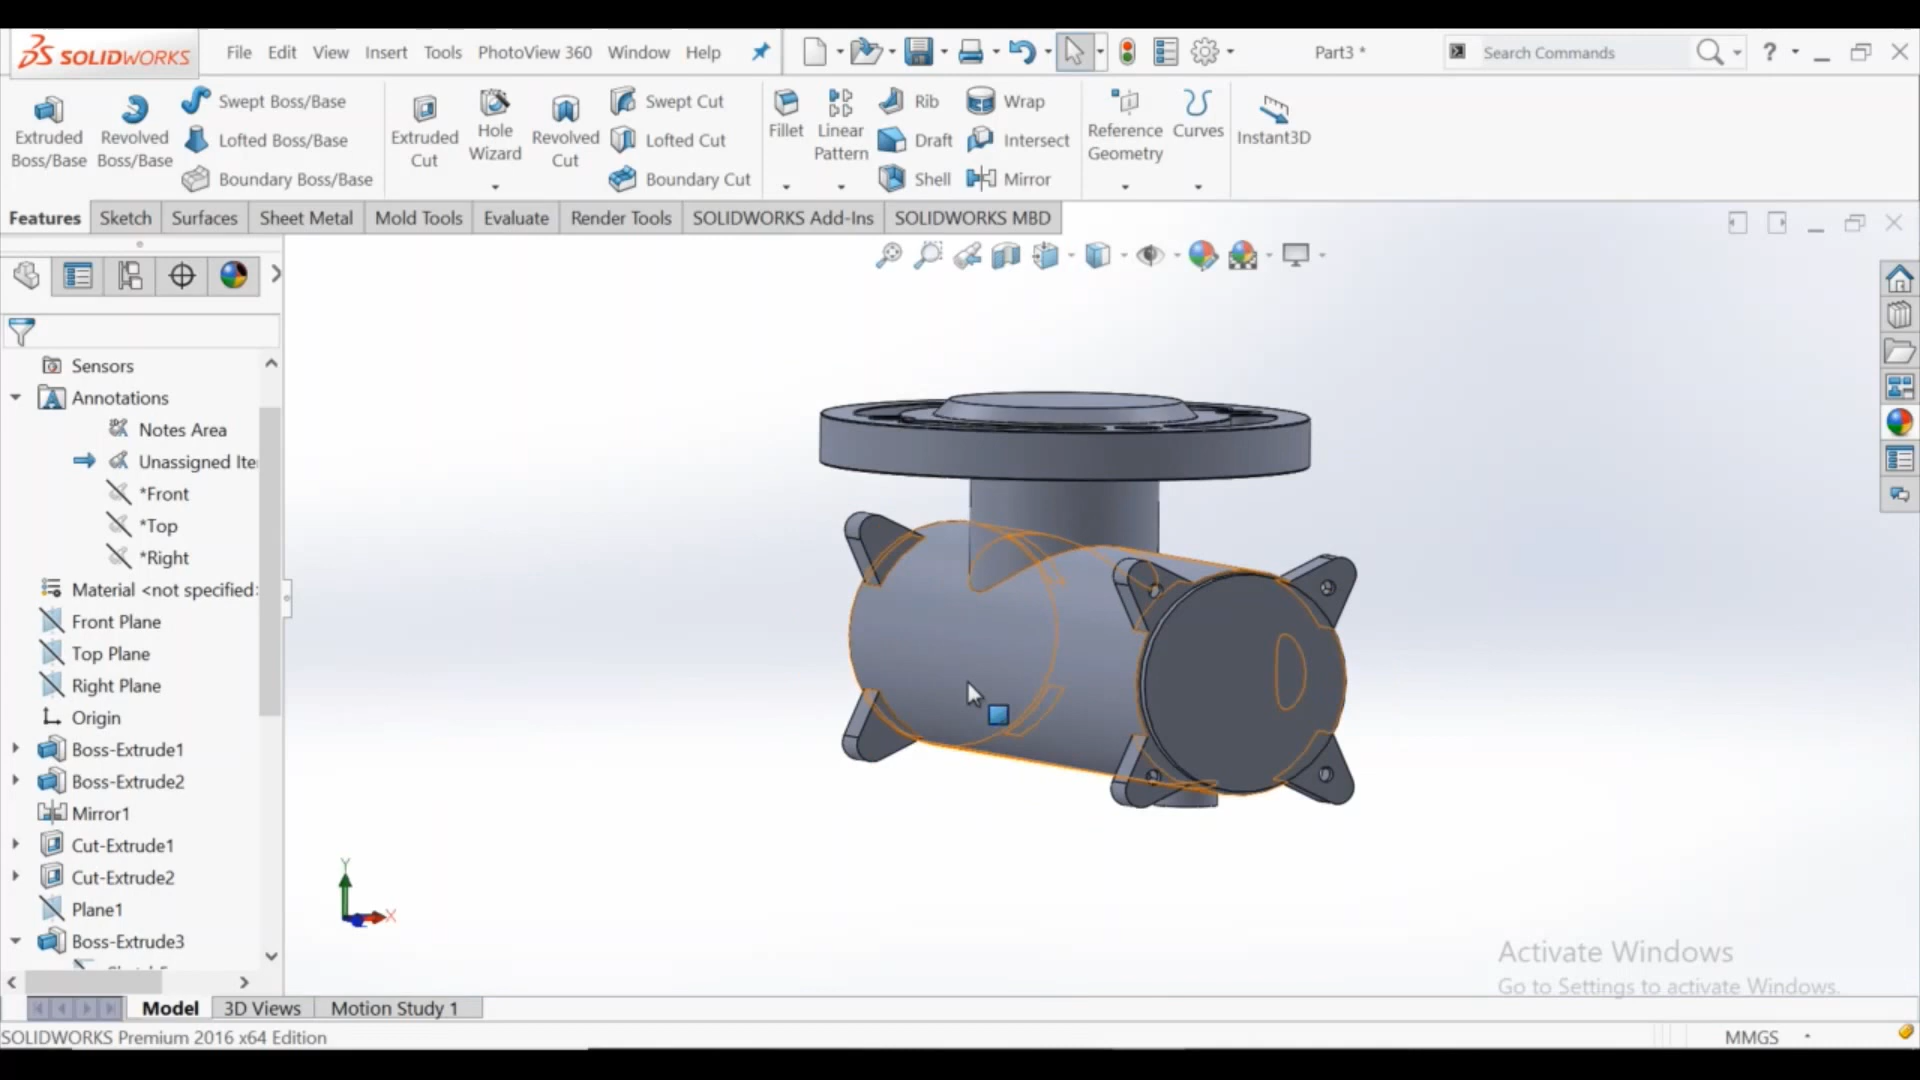 SOLIDWORKS File Edit View Insert Tools PhotoView 360 Window Help Part3 * Search Commands ?
Extruded Boss/Base
Revolved Boss/Base
Swept Boss/Base
Lofted Boss/Base
Boundary Boss/Base
Extruded Cut
Hole Wizard
Revolved Cut
Swept Cut
Lofted Cut
Boundary Cut
Fillet
Linear Pattern
Rib
Draft
Shell
Wrap
Intersect
Mirror
Reference Geometry
Curves
Instant3D
Features Sketch Surfaces Sheet Metal Mold Tools Evaluate Render Tools SOLIDWORKS Add-Ins SOLIDWORKS MBD
Sensors
Annotations
Notes Area
Unassigned Ite
*Front
*Top
*Right
Material <not specified>
Front Plane
Top Plane
Right Plane
Origin
Boss-Extrude1
Boss-Extrude2
Mirror1
Cut-Extrude1
Cut-Extrude2
Plane1
Boss-Extrude3
Y
X
Activate Windows
Go to Settings to activate Windows.
Model 3D Views Motion Study 1
SOLIDWORKS Premium 2016 x64 Edition MMGS